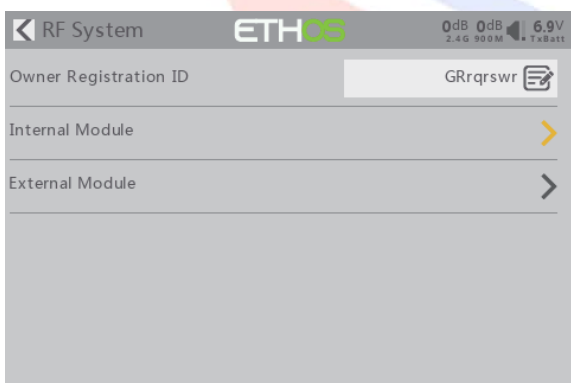 RF System
ETHOS
0dB 0dB 6.9V
2.4G 900M TxBatt
Owner Registration ID
GRrqrswr
Internal Module
External Module